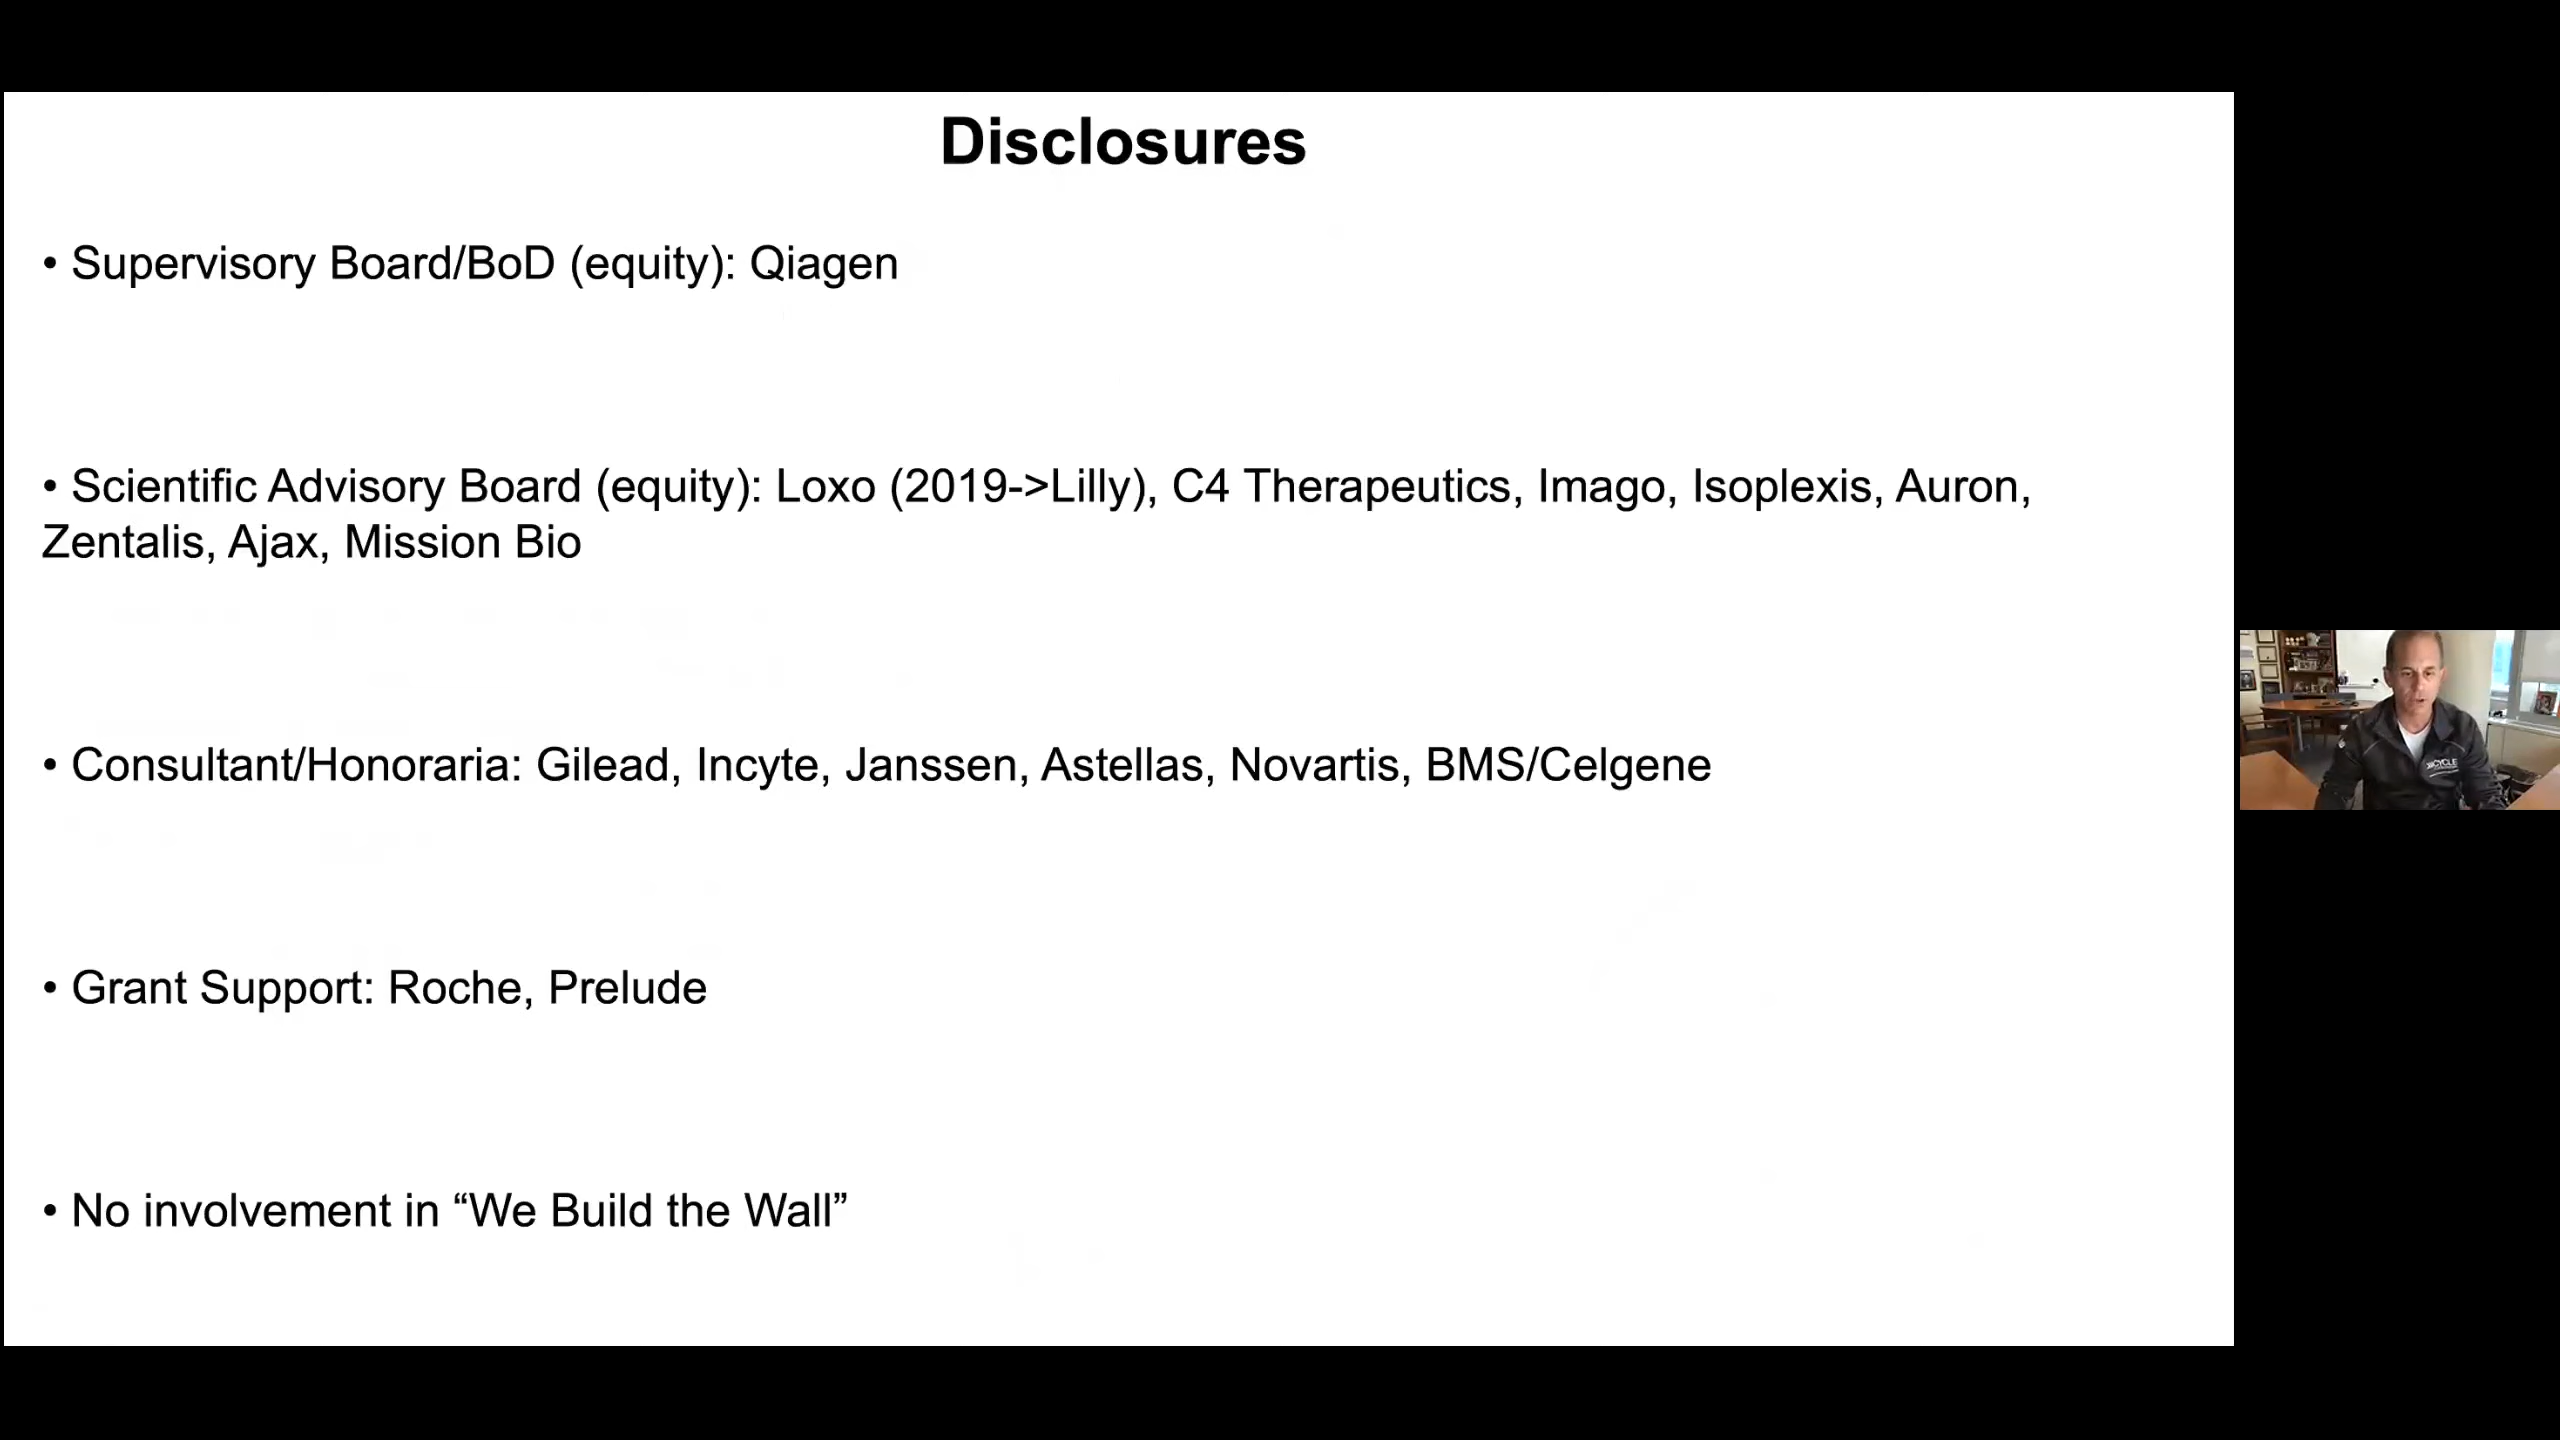 Disclosures
• Supervisory Board/BoD (equity): Qiagen
• Scientific Advisory Board (equity): Loxo (2019->Lilly), C4 Therapeutics, Imago, Isoplexis, Auron,
Zentalis, Ajax, Mission Bio
• Consultant/Honoraria: Gilead, Incyte, Janssen, Astellas, Novartis, BMS/Celgene
• Grant Support: Roche, Prelude
• No involvement in “We Build the Wall”
CYCLE